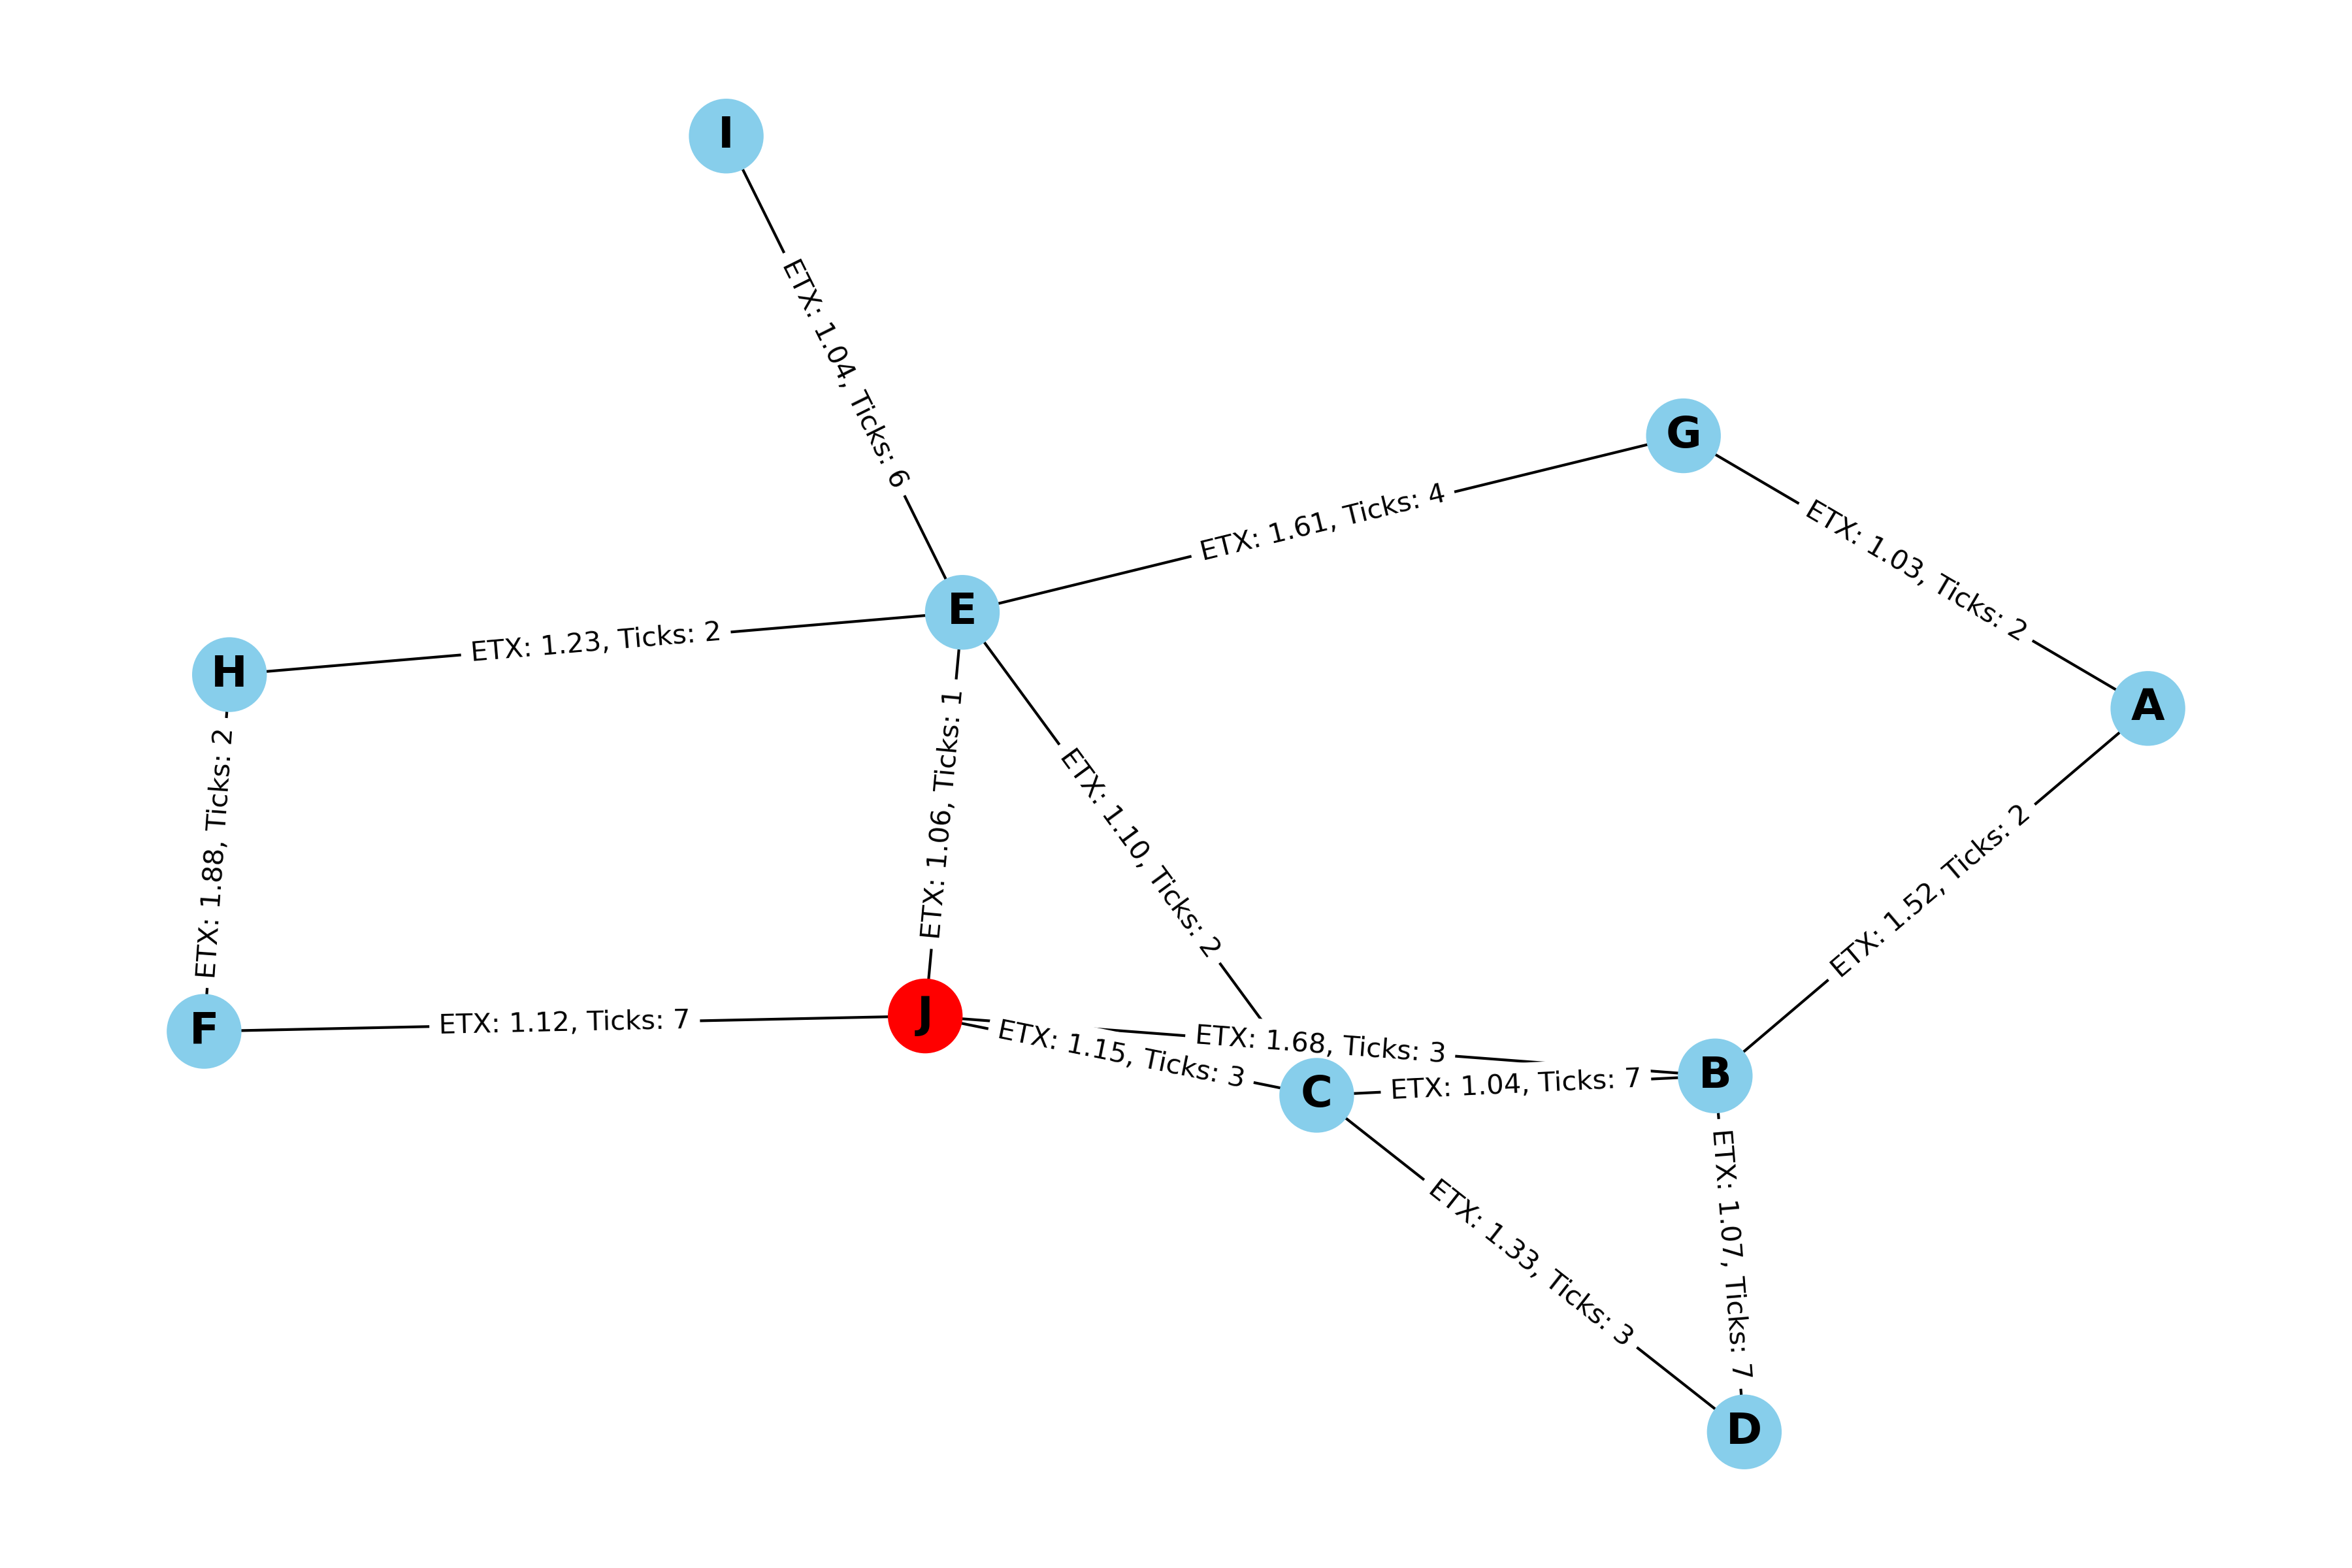 I
ETX: 1.04, Ticks: 6
G
ETX: 1.61, Ticks: 4
ETX: 1.03, Ticks: 2
E
ETX: 1.23, Ticks: 2
H
A
ETX: 1.06, Ticks: 1
ETX: 1.88, Ticks: 2
ETX: 1.10, Ticks: 2
ETX: 1.52, Ticks: 2
F
ETX: 1.12, Ticks: 7
J
ETX: 1.68, Ticks: 3
ETX: 1.15, Ticks: 3
C
ETX: 1.04, Ticks: 7
B
ETX: 1.33, Ticks: 3
ETX: 1.07, Ticks: 7
D